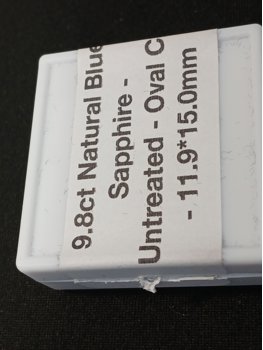 9.8ct Natural Blue
Sapphire -
Untreated - Oval C
- 11.9*15.0mm